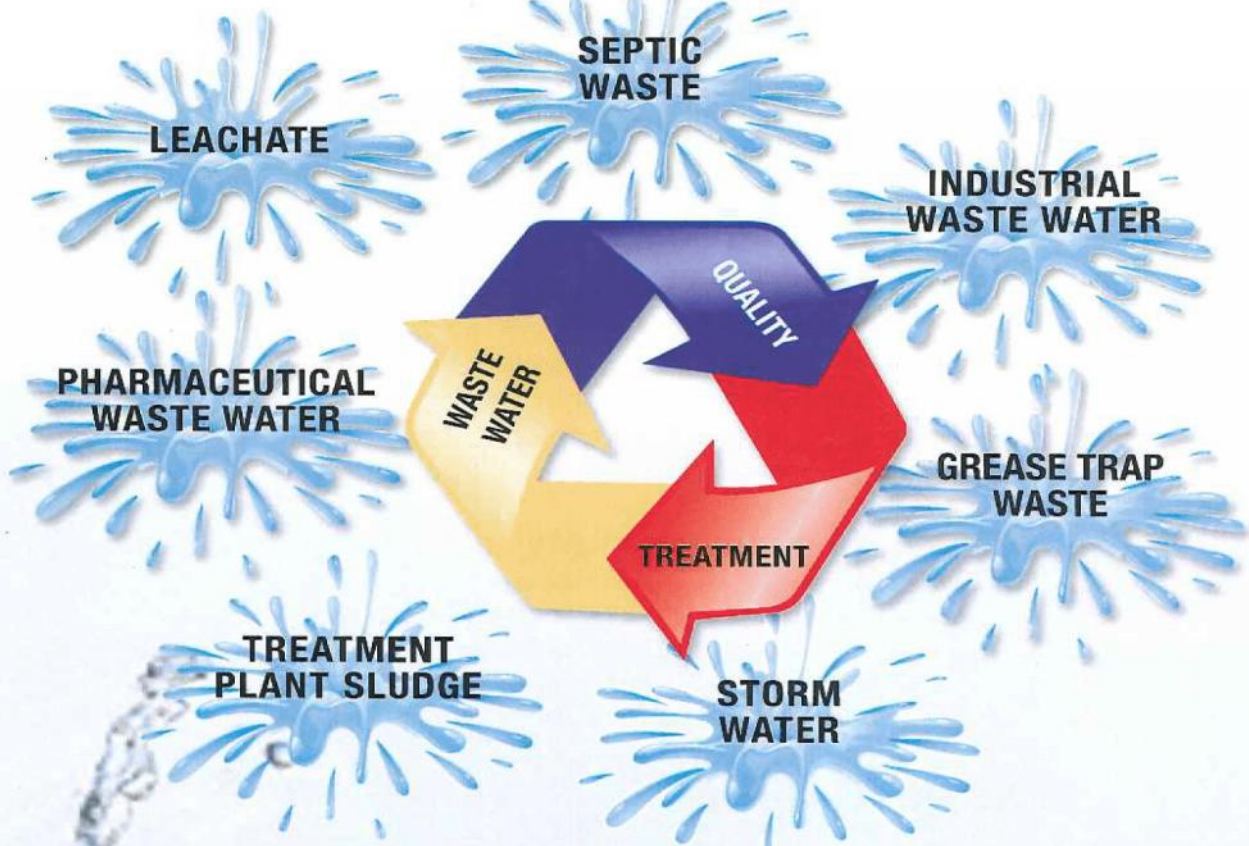 SEPTIC
WASTE
LEACHATE
INDUSTRIAL
WASTE WATER
QUALITY
WASTE
WATER
PHARMACEUTICAL
WASTE WATER
GREASE TRAP
WASTE
TREATMENT
TREATMENT
PLANT SLUDGE
STORM
WATER